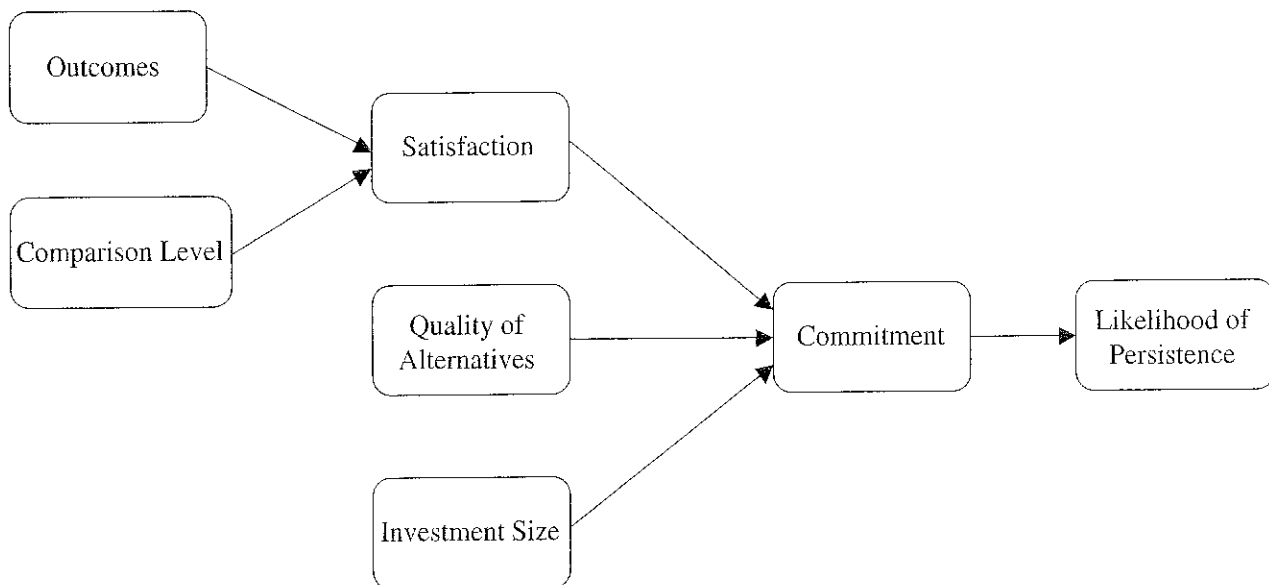 Outcomes
Satisfaction
Comparison Level
Quality of
Alternatives
Commitment
Likelihood of
Persistence
Investment Size